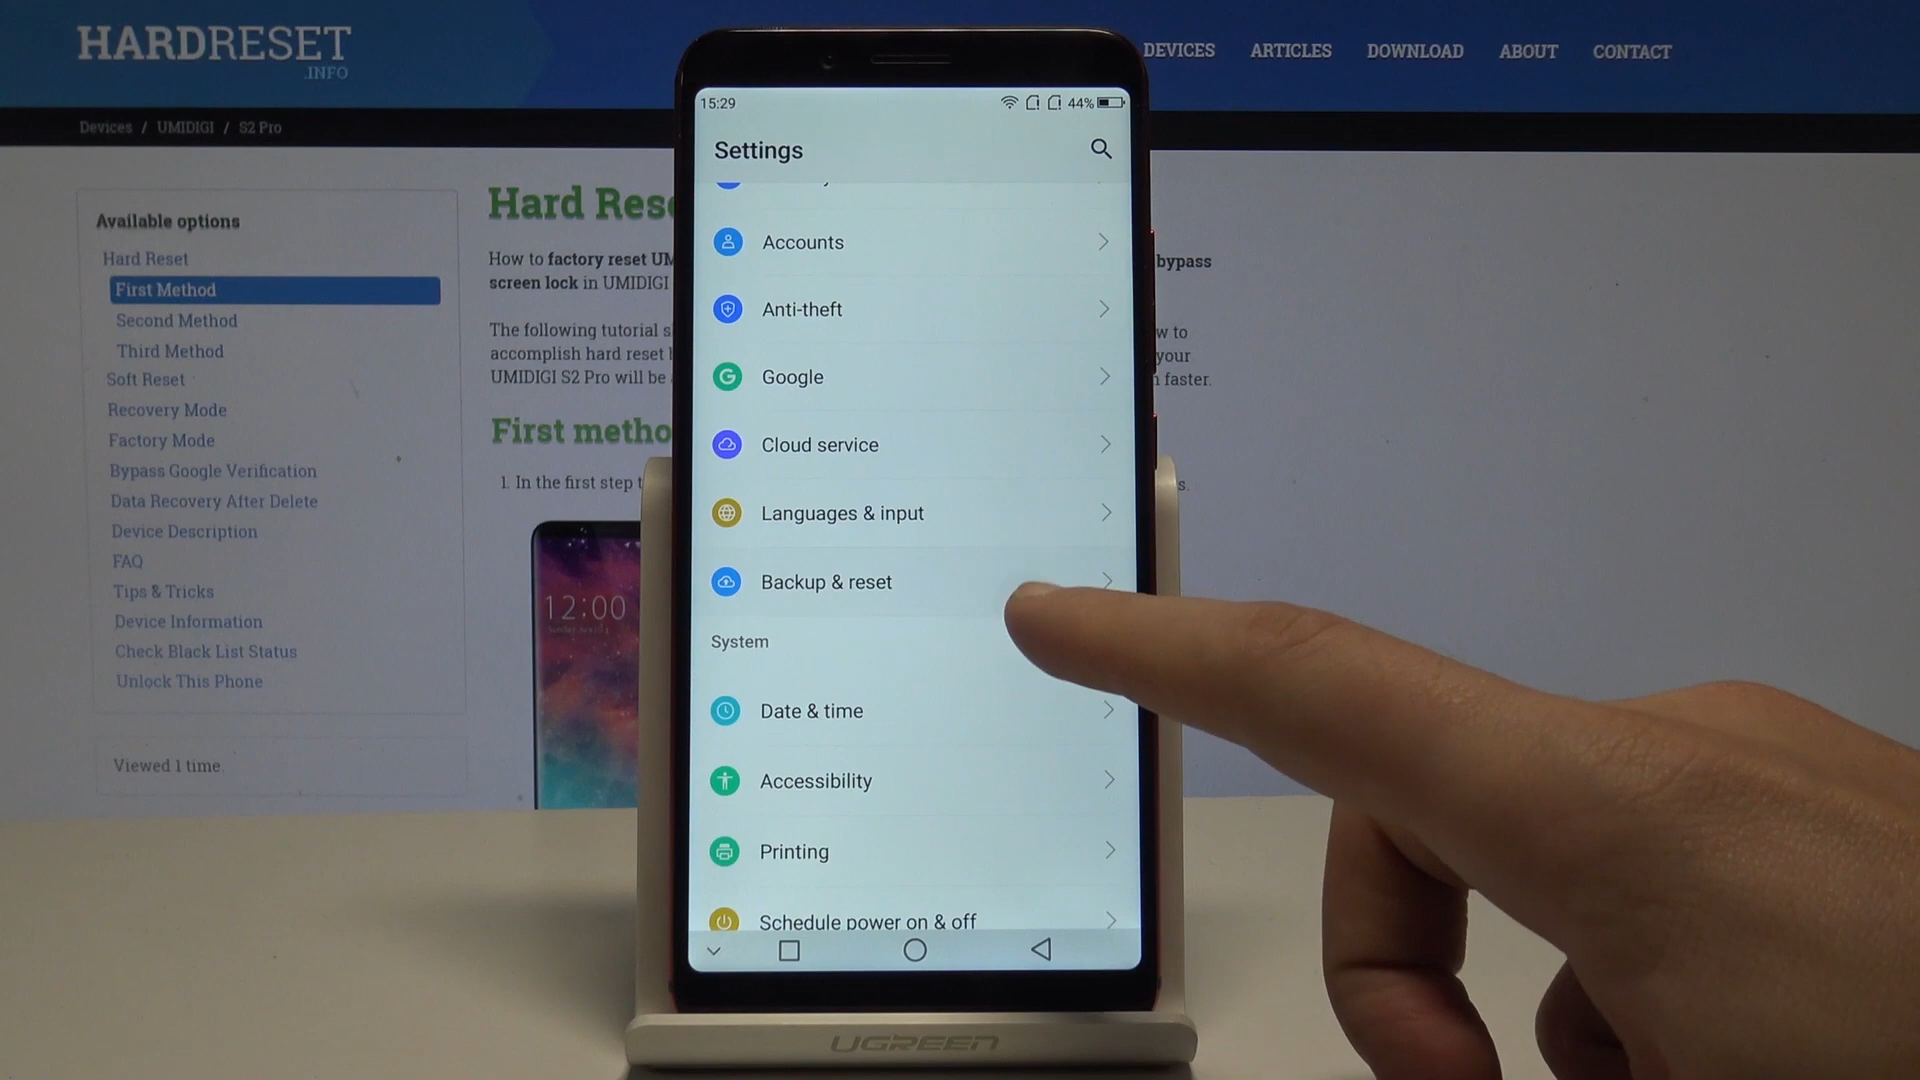 HARDRESET
.INFO
DEVICES ARTICLES DOWNLOAD ABOUT CONTACT
Devices / UMIDIGI / S2 Pro
Available options
Hard Reset
First Method
Second Method
Third Method
Soft Reset
Recovery Mode
Factory Mode
Bypass Google Verification
Data Recovery After Delete
Device Description
FAQ
Tips & Tricks
Device Information
Check Black List Status
Unlock This Phone
Viewed 1 time
Hard Rese
How to factory reset UM
bypass
screen lock in UMIDIGI
The following tutorial s
w to
accomplish hard reset
your
UMIDIGI S2 Pro will be
faster.
First metho
1. In the first step t
s.
12:00
15:29
44%
Settings
Accounts
Anti-theft
Google
Cloud service
Languages & input
Backup & reset
System
Date & time
Accessibility
Printing
Schedule power on & off
UGREEN